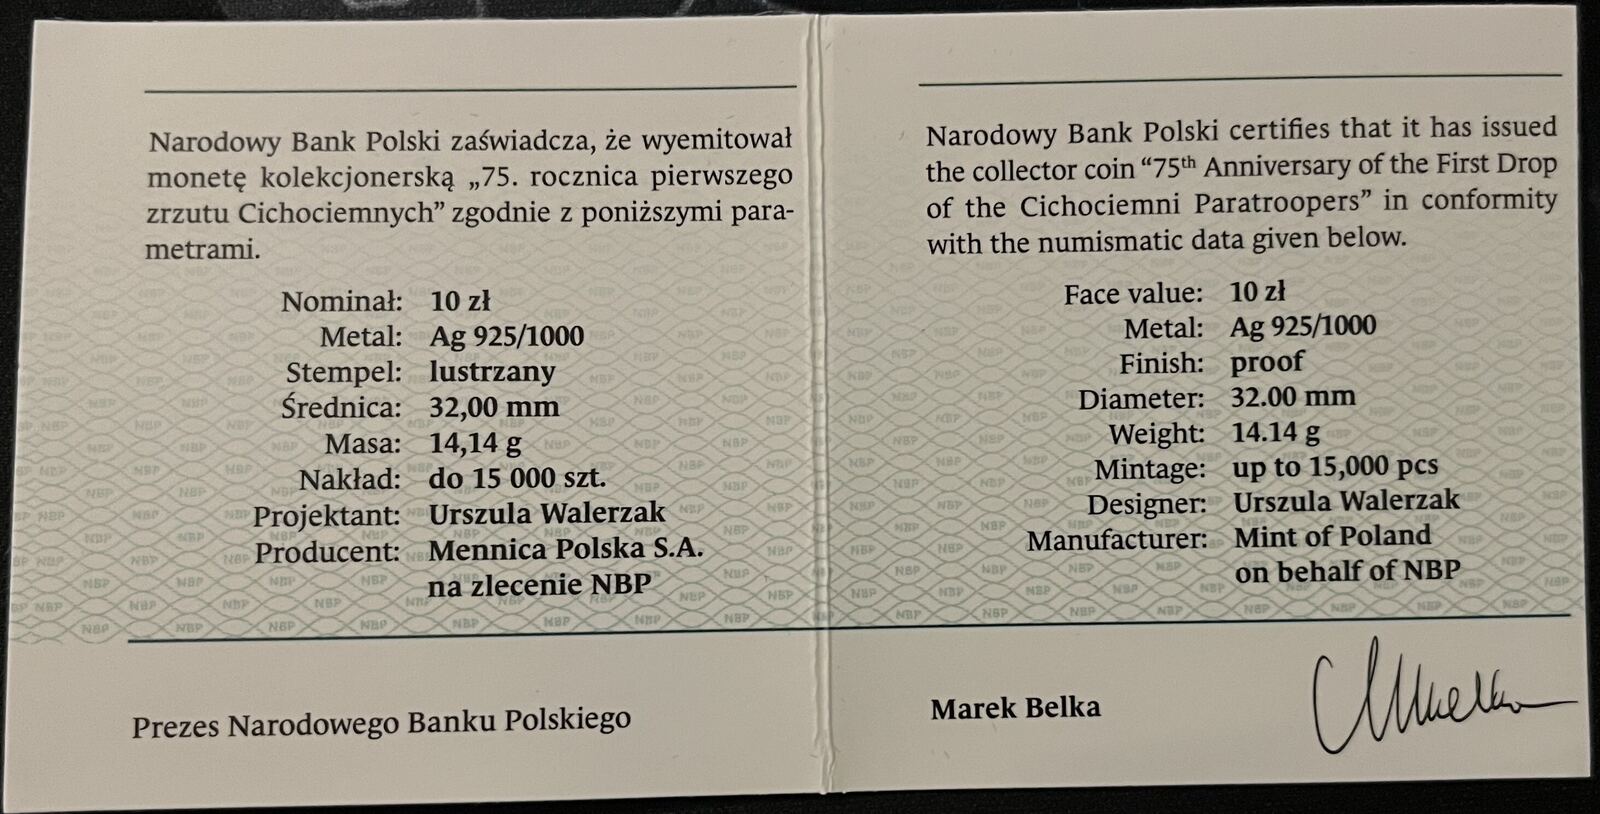 Narodowy Bank Polski zaświadcza, że wyemitował
monetę kolekcjonerską „75. rocznica pierwszego
zrzutu Cichociemnych” zgodnie z poniższymi para-
metrami.
Nominał: 10 zł
Metal: Ag 925/1000
Stempel: lustrzany
Średnica: 32,00 mm
Masa: 14,14 g
Nakład: do 15 000 szt.
Projektant: Urszula Walerzak
Producent: Mennica Polska S.A.
na zlecenie NBP
Prezes Narodowego Banku Polskiego
Narodowy Bank Polski certifies that it has issued
the collector coin “75th Anniversary of the First Drop
of the Cichociemni Paratroopers” in conformity
with the numismatic data given below.
Face value: 10 zł
Metal: Ag 925/1000
Finish: proof
Diameter: 32.00 mm
Weight: 14.14 g
Mintage: up to 15,000 pcs
Designer: Urszula Walerzak
Manufacturer: Mint of Poland
on behalf of NBP
Marek Belka